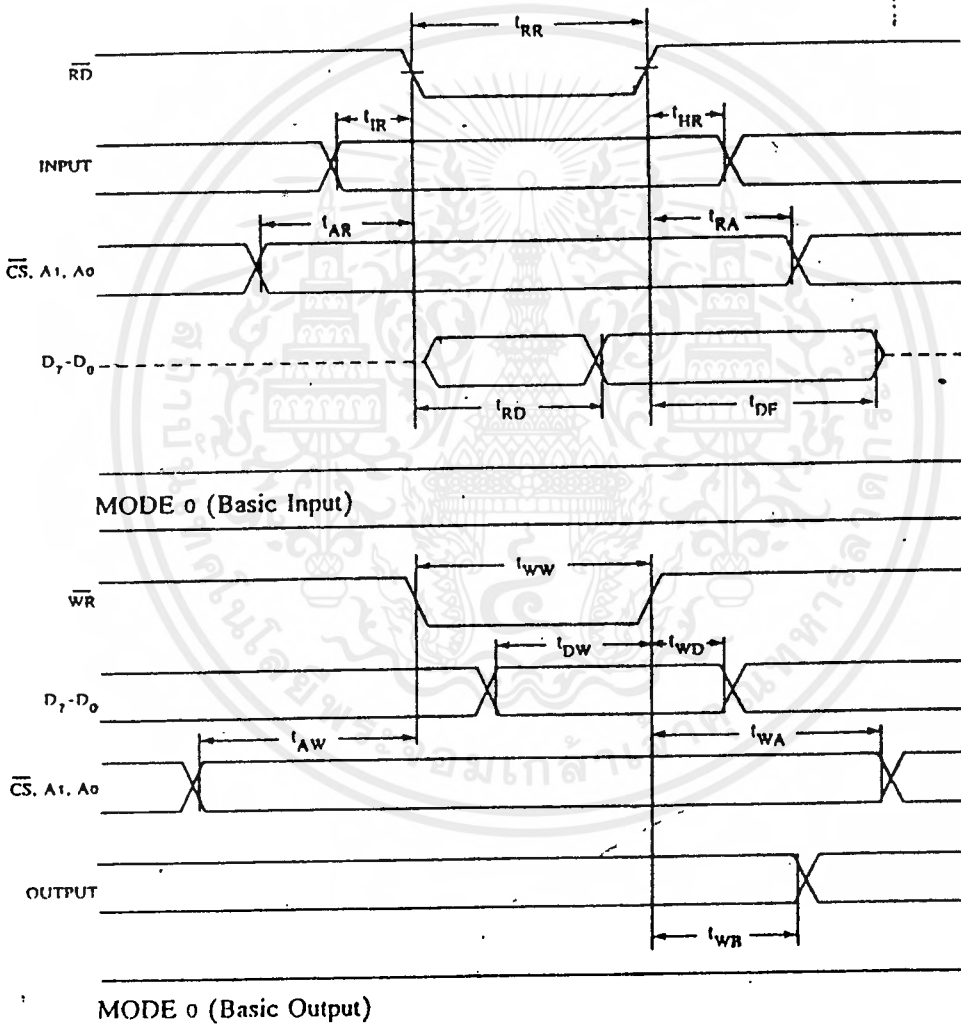 tRR
RD
tIR
tHR
INPUT
tAR
tRA
CS, A1, A0
D7-D0
tRD
tDF
MODE 0 (Basic Input)
tWW
WR
tDW
tWD
D7-D0
tAW
tWA
CS, A1, A0
OUTPUT
tWB
MODE 0 (Basic Output)